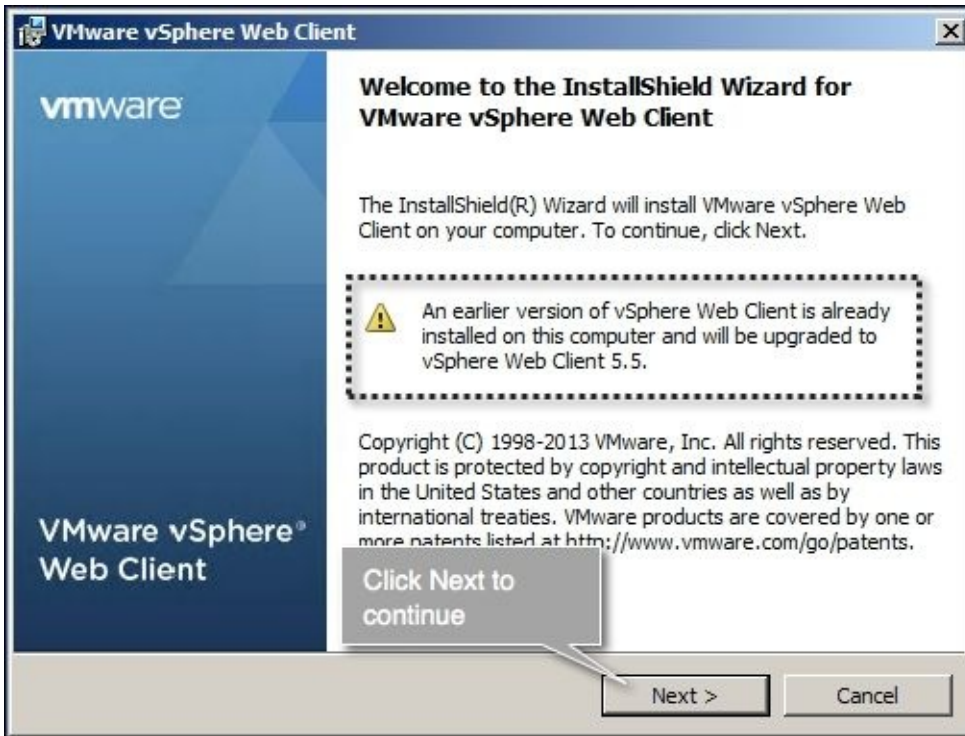 VMware vSphere Web Client
vmware
Welcome to the InstallShield Wizard for
VMware vSphere Web Client
The InstallShield(R) Wizard will install VMware vSphere Web
Client on your computer. To continue, click Next.
An earlier version of vSphere Web Client is already
installed on this computer and will be upgraded to
vSphere Web Client 5.5.
Copyright (C) 1998-2013 VMware, Inc. All rights reserved. This
product is protected by copyright and intellectual property laws
in the United States and other countries as well as by
international treaties. VMware products are covered by one or
more patents listed at http://www.vmware.com/go/patents.
VMware vSphere®
Web Client
Click Next to
continue
Next >
Cancel